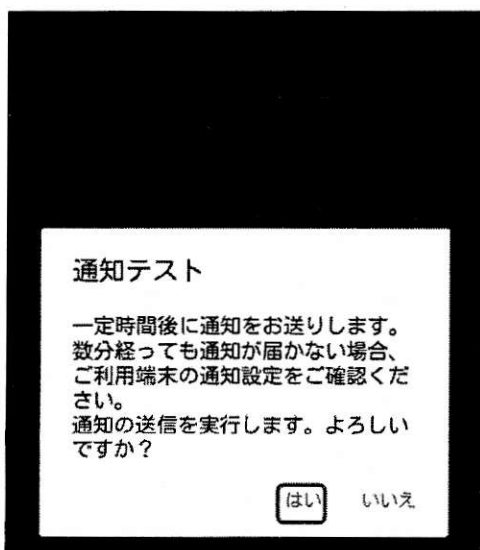 通知テスト
一定時間後に通知をお送りします。
数分経っても通知が届かない場合、
ご利用端末の通知設定をご確認くだ
さい。
通知の送信を実行します。よろしい
ですか？
はい いいえ